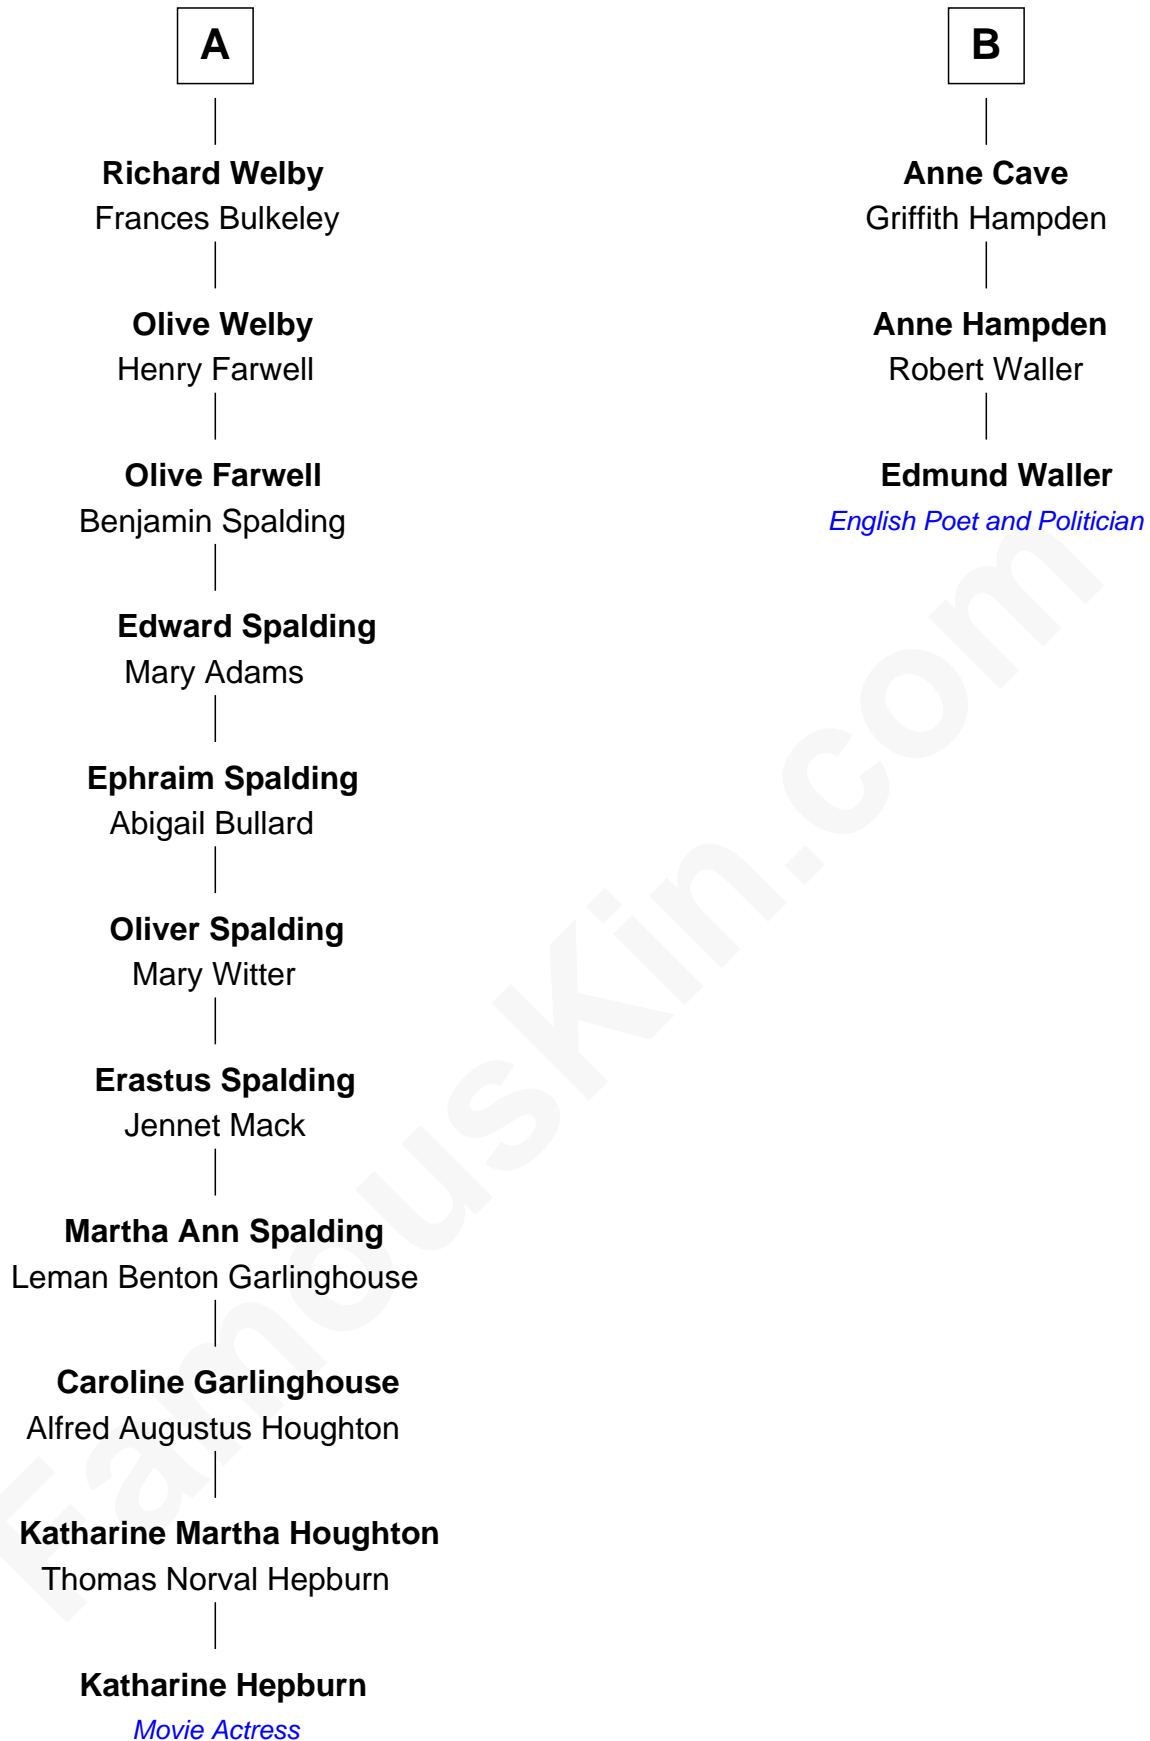 A
Richard Welby
Frances Bulkeley
Olive Welby
Henry Farwell
Olive Farwell
Benjamin Spalding
Edward Spalding
Mary Adams
Ephraim Spalding
Abigail Bullard
Oliver Spalding
Mary Witter
Erastus Spalding
Jennet Mack
Martha Ann Spalding
Leman Benton Garlinghouse
Caroline Garlinghouse
Alfred Augustus Houghton
Katharine Martha Houghton
Thomas Norval Hepburn
Katharine Hepburn
Movie Actress
B
Anne Cave
Griffith Hampden
Anne Hampden
Robert Waller
Edmund Waller
English Poet and Politician
FamousKin.com